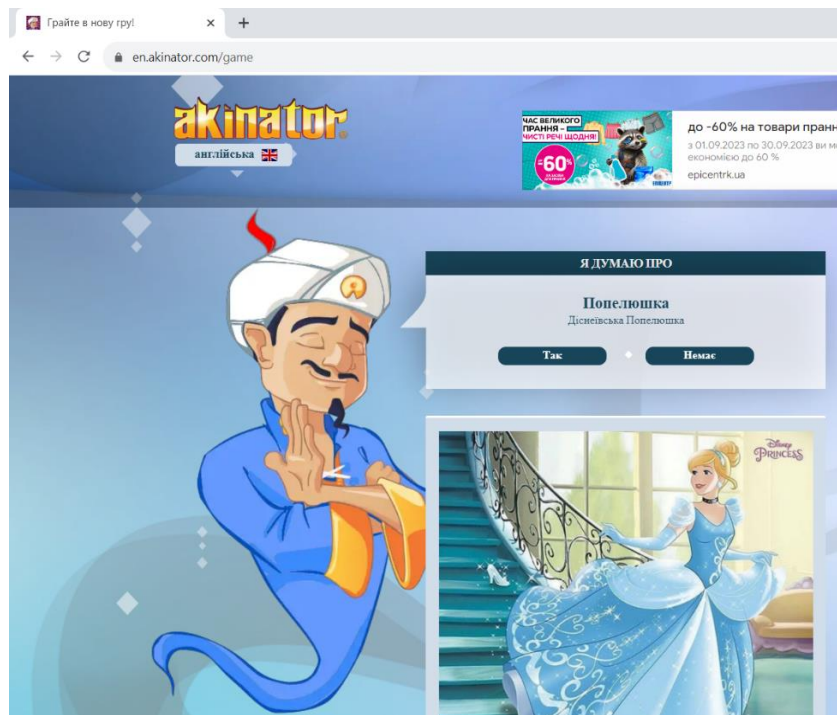 Грайте в нову гру!
en.akinator.com/game
akinator
англійська
ЧАС ВЕЛИКОГО
ПРАННЯ –
ЧИСТІ РЕЧІ ЩОДНЯ!
60%
до -60% на товари пранн
з 01.09.2023 по 30.09.2023 ви м
економією до 60 %
epicentrk.ua
Я ДУМАЮ ПРО
Попелюшка
Діснеївська Попелюшка
Так
Немає
Disney
PRINCESS